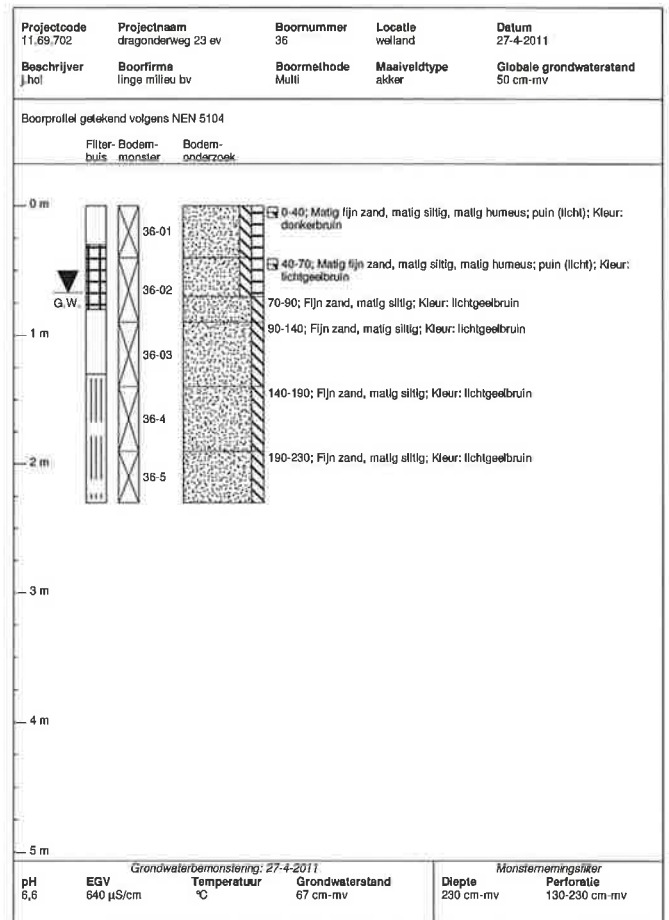 Projectcode Projectnaam Boornummer Locatie Datum
11.69.702 dragonderweg 23 ev 36 weiland 27-4-2011
Beschrijver Boorfirma Boormethode Maaiveldtype Globale grondwaterstand
j.hol linge milieu bv Multi akker 50 cm-mv
Boorprofiel getekend volgens NEN 5104
Filter- Bodem- Bodem-
buis monster onderzoek
0 m
0-40; Matig fijn zand, matig siltig, matig humeus; puin (licht); Kleur:
donkerbruin
36-01
40-70; Matig fijn zand, matig siltig, matig humeus; puin (licht); Kleur:
lichtgeelbruin
36-02
G.W.
70-90; Fijn zand, matig siltig; Kleur: lichtgeelbruin
1 m
90-140; Fijn zand, matig siltig; Kleur: lichtgeelbruin
36-03
140-190; Fijn zand, matig siltig; Kleur: lichtgeelbruin
36-4
2 m
190-230; Fijn zand, matig siltig; Kleur: lichtgeelbruin
36-5
3 m
4 m
5 m
Grondwaterbemonstering: 27-4-2011 Monsternemingsfilter
pH EGV Temperatuur Grondwaterstand Diepte Perforatie
6,6 640 µS/cm °C 67 cm-mv 230 cm-mv 130-230 cm-mv